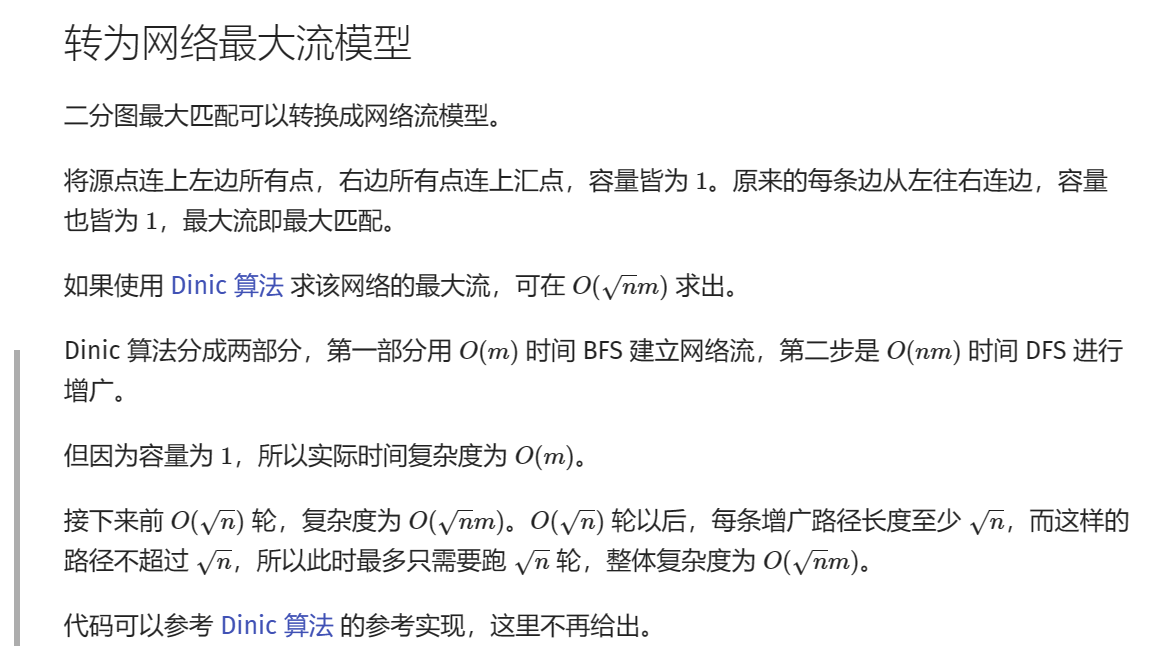 转为网络最大流模型
二分图最大匹配可以转换成网络流模型。
将源点连上左边所有点，右边所有点连上汇点，容量皆为 1。原来的每条边从左往右连边，容量
也皆为 1，最大流即最大匹配。
如果使用 Dinic 算法 求该网络的最大流，可在 O(√nm) 求出。
Dinic 算法分成两部分，第一部分用 O(m) 时间 BFS 建立网络流，第二步是 O(nm) 时间 DFS 进行
增广。
但因为容量为 1，所以实际时间复杂度为 O(m)。
接下来前 O(√n) 轮，复杂度为 O(√nm)。O(√n) 轮以后，每条增广路径长度至少 √n，而这样的
路径不超过 √n，所以此时最多只需要跑 √n 轮，整体复杂度为 O(√nm)。
代码可以参考 Dinic 算法 的参考实现，这里不再给出。